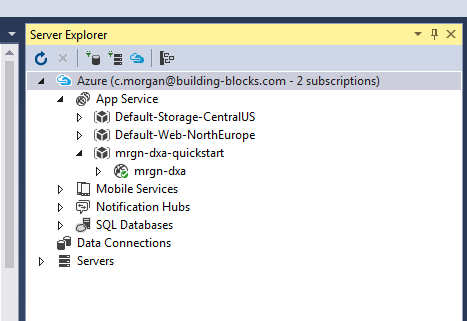 Server Explorer
Azure (c.morgan@building-blocks.com - 2 subscriptions)
App Service
Default-Storage-CentralUS
Default-Web-NorthEurope
mrgn-dxa-quickstart
mrgn-dxa
Mobile Services
Notification Hubs
SQL Databases
Data Connections
Servers